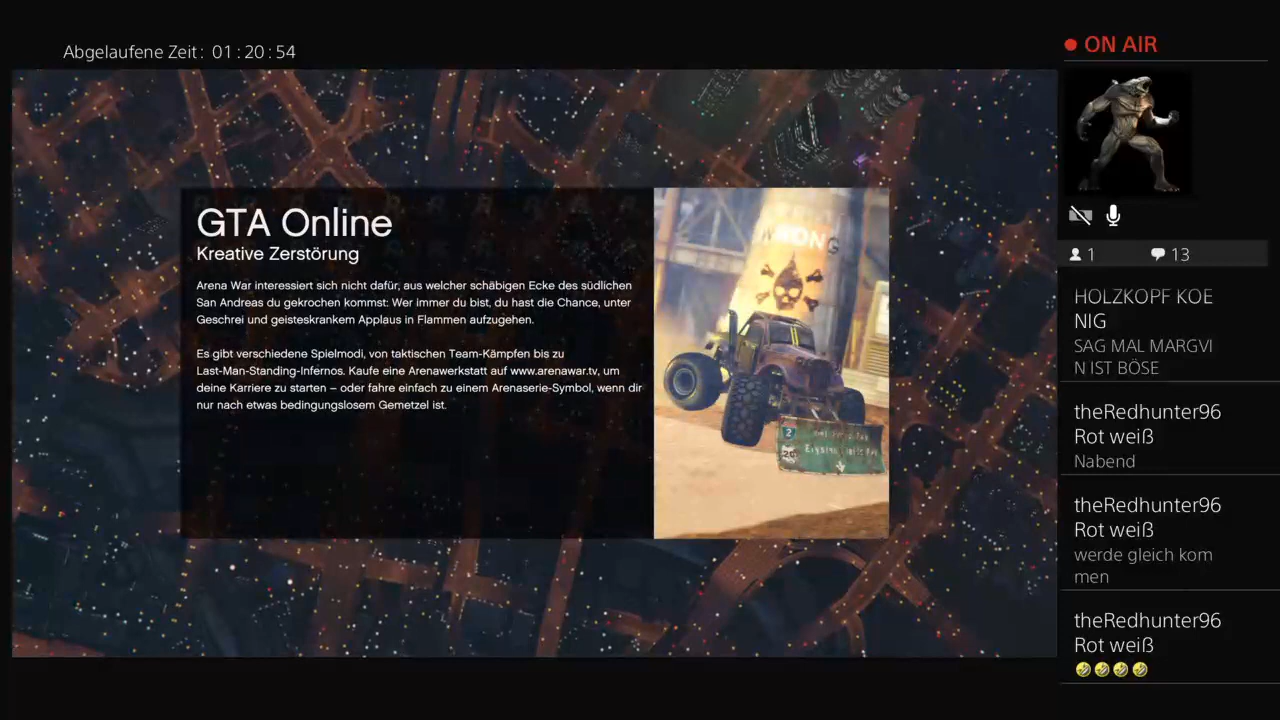 Abgelaufene Zeit: 01:20:54
ON AIR
GTA Online
Kreative Zerstörung
Arena War interessiert sich nicht dafür, aus welcher schäbigen Ecke des südlichen
San Andreas du gekrochen kommst: Wer immer du bist, du hast die Chance, unter
Geschrei und geisteskrankem Applaus in Flammen aufzugehen.
Es gibt verschiedene Spielmodi, von taktischen Team-Kämpfen bis zu
Last-Man-Standing-Infernos. Kaufe eine Arenawerkstatt auf www.arenawar.tv, um
deine Karriere zu starten – oder fahre einfach zu einem Arenaserie-Symbol, wenn dir
nur nach etwas bedingungslosem Gemetzel ist.
2
20
1
13
HOLZKOPF KOE
NIG
SAG MAL MARGVI
N IST BÖSE
theRedhunter96
Rot weiß
Nabend
theRedhunter96
Rot weiß
werde gleich kom
men
theRedhunter96
Rot weiß
🤣🤣🤣🤣